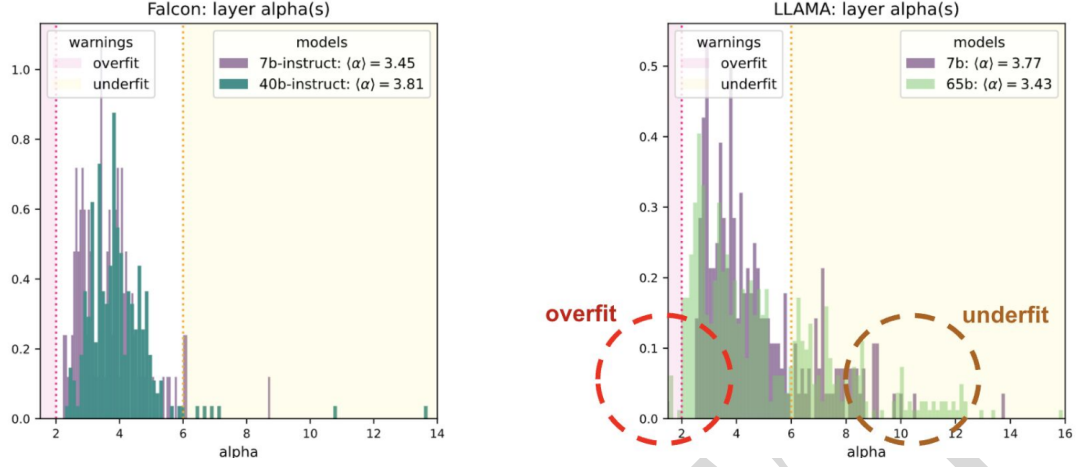 Falcon: layer alpha(s)
warnings
overfit
underfit
models
7b-instruct: ⟨α⟩ = 3.45
40b-instruct: ⟨α⟩ = 3.81
1.0
0.8
0.6
0.4
0.2
0.0
2 4 6 8 10 12 14
alpha
LLAMA: layer alpha(s)
warnings
overfit
underfit
models
7b: ⟨α⟩ = 3.77
65b: ⟨α⟩ = 3.43
0.5
0.4
0.3
0.2
0.1
0.0
overfit
underfit
2 4 6 8 10 12 14 16
alpha